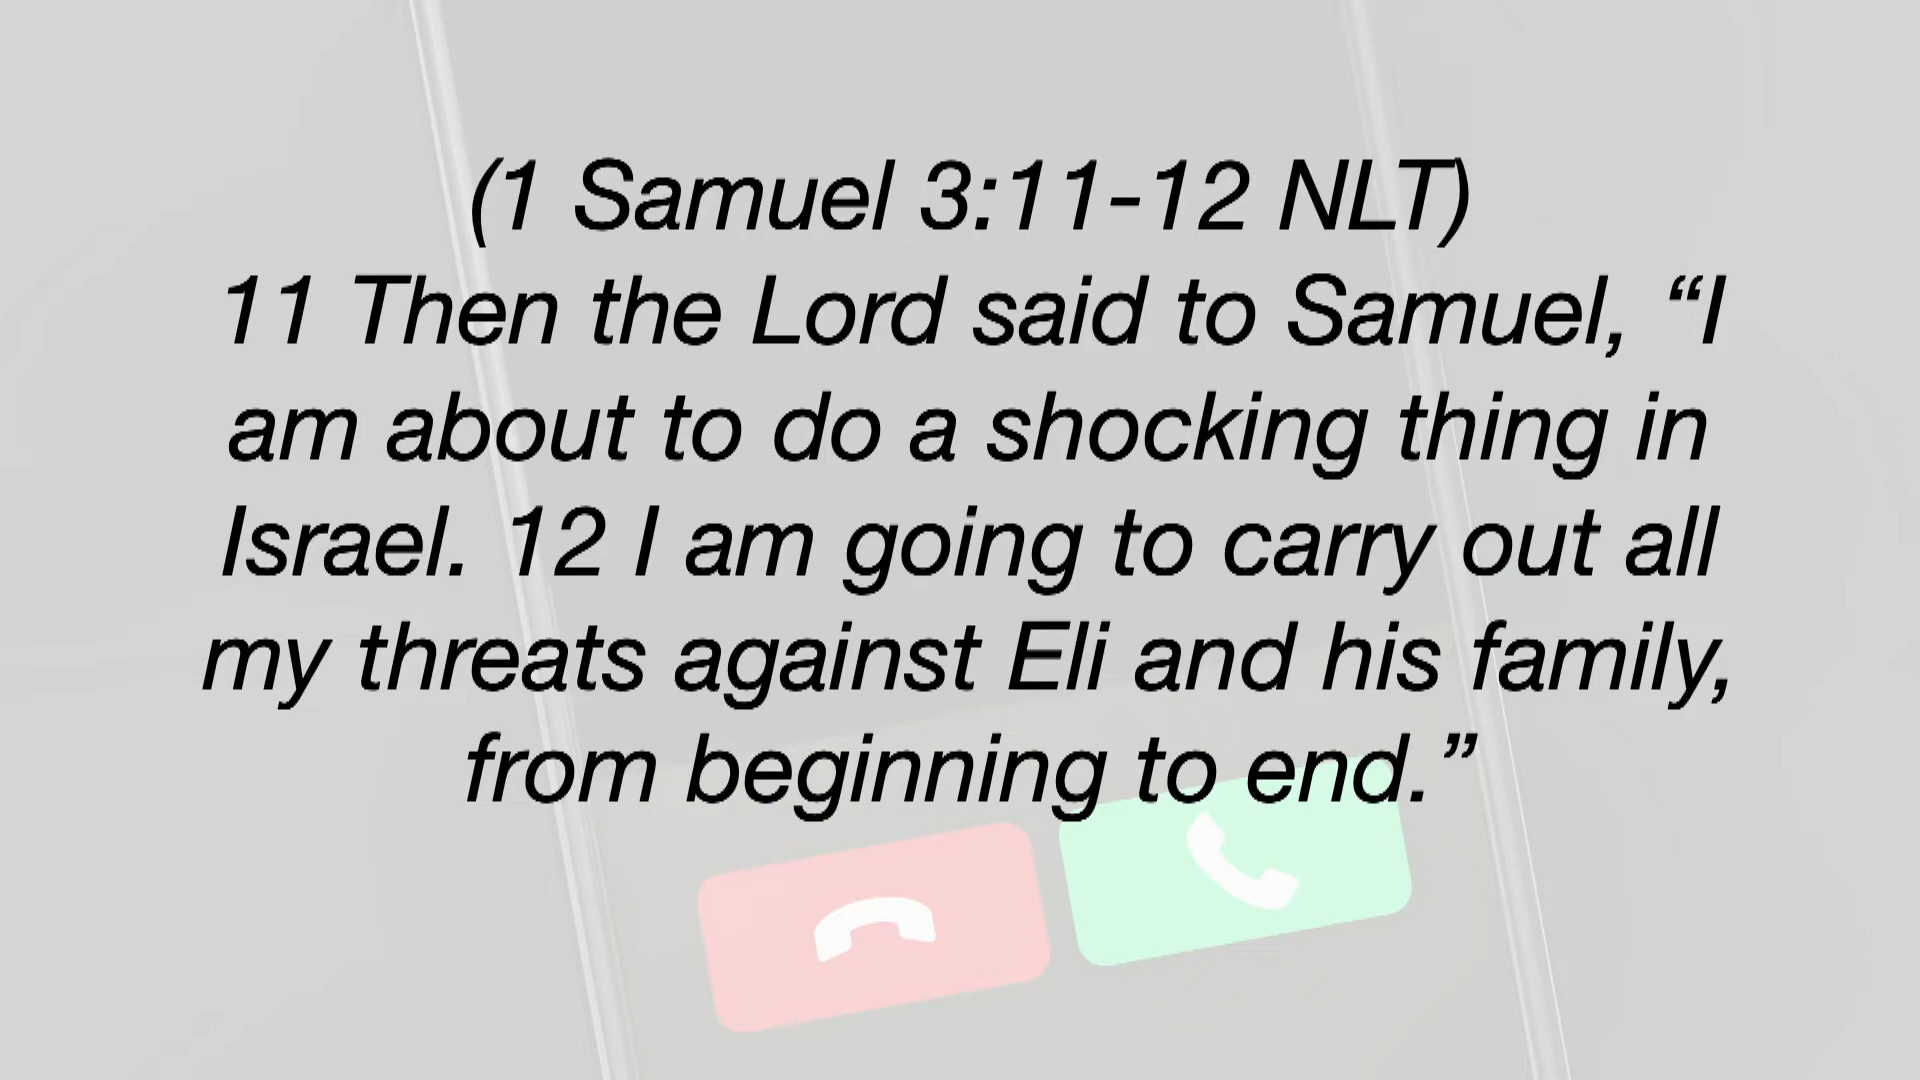 (1 Samuel 3:11-12 NLT)
11 Then the Lord said to Samuel, “I
am about to do a shocking thing in
Israel. 12 I am going to carry out all
my threats against Eli and his family,
from beginning to end.”